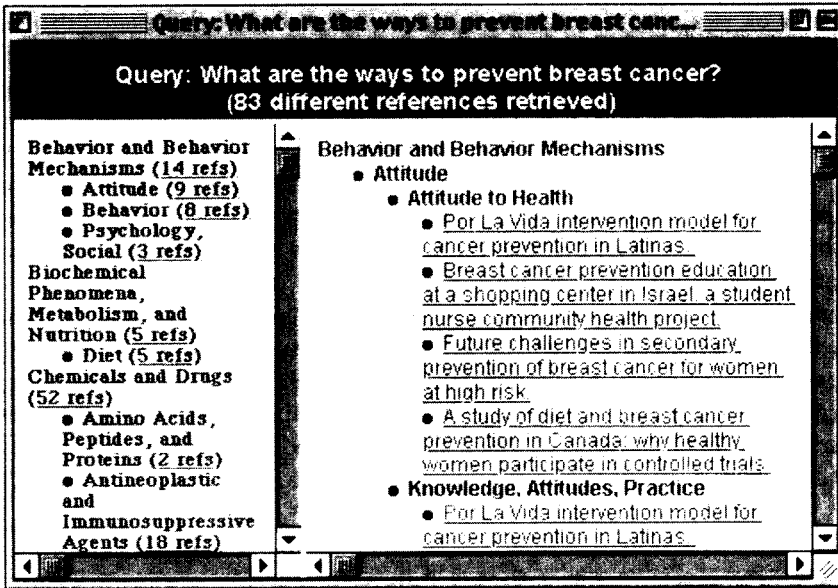 Query: What are the ways to prevent breast canc...
Query: What are the ways to prevent breast cancer?
(83 different references retrieved)
Behavior and Behavior
Mechanisms (14 refs)
● Attitude (9 refs)
● Behavior (8 refs)
● Psychology,
Social (3 refs)
Biochemical
Phenomena,
Metabolism, and
Nutrition (5 refs)
● Diet (5 refs)
Chemicals and Drugs
(52 refs)
● Amino Acids,
Peptides, and
Proteins (2 refs)
● Antineoplastic
and
Immunosuppressive
Agents (18 refs)
Behavior and Behavior Mechanisms
● Attitude
● Attitude to Health
● Por La Vida intervention model for
cancer prevention in Latinas.
● Breast cancer prevention education
at a shopping center in Israel: a student
nurse community health project.
● Future challenges in secondary
prevention of breast cancer for women
at high risk.
● A study of diet and breast cancer
prevention in Canada: why healthy
women participate in controlled trials.
● Knowledge, Attitudes, Practice
● Por La Vida intervention model for
cancer prevention in Latinas.